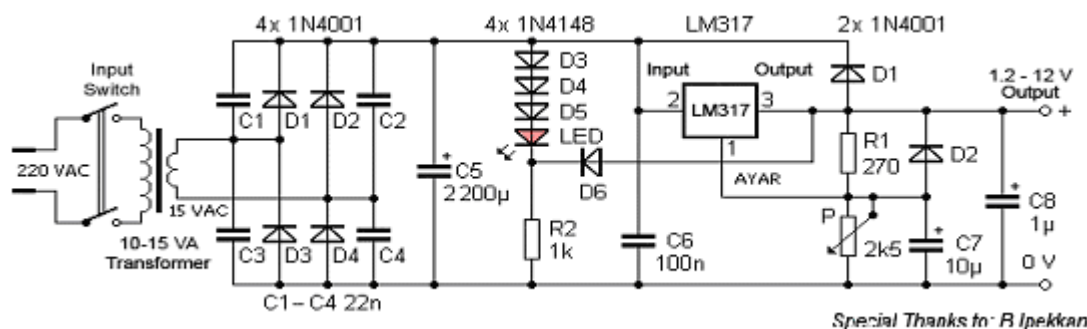 4x 1N4001
4x 1N4148
LM317
2x 1N4001
Input
Switch
220 VAC
15 VAC
10-15 VA
Transformer
C1
D1
D2
C2
C3
D3
D4
C4
C1 – C4 22n
C5
2200µ
+
D3
D4
D5
LED
D6
R2
1k
C6
100n
Input
Output
2
LM317
3
1
AYAR
D1
R1
270
D2
P
2k5
+
C7
10µ
+
C8
1µ
1.2 - 12 V
Output
+
0 V
Special Thanks to: B.Ipekkan